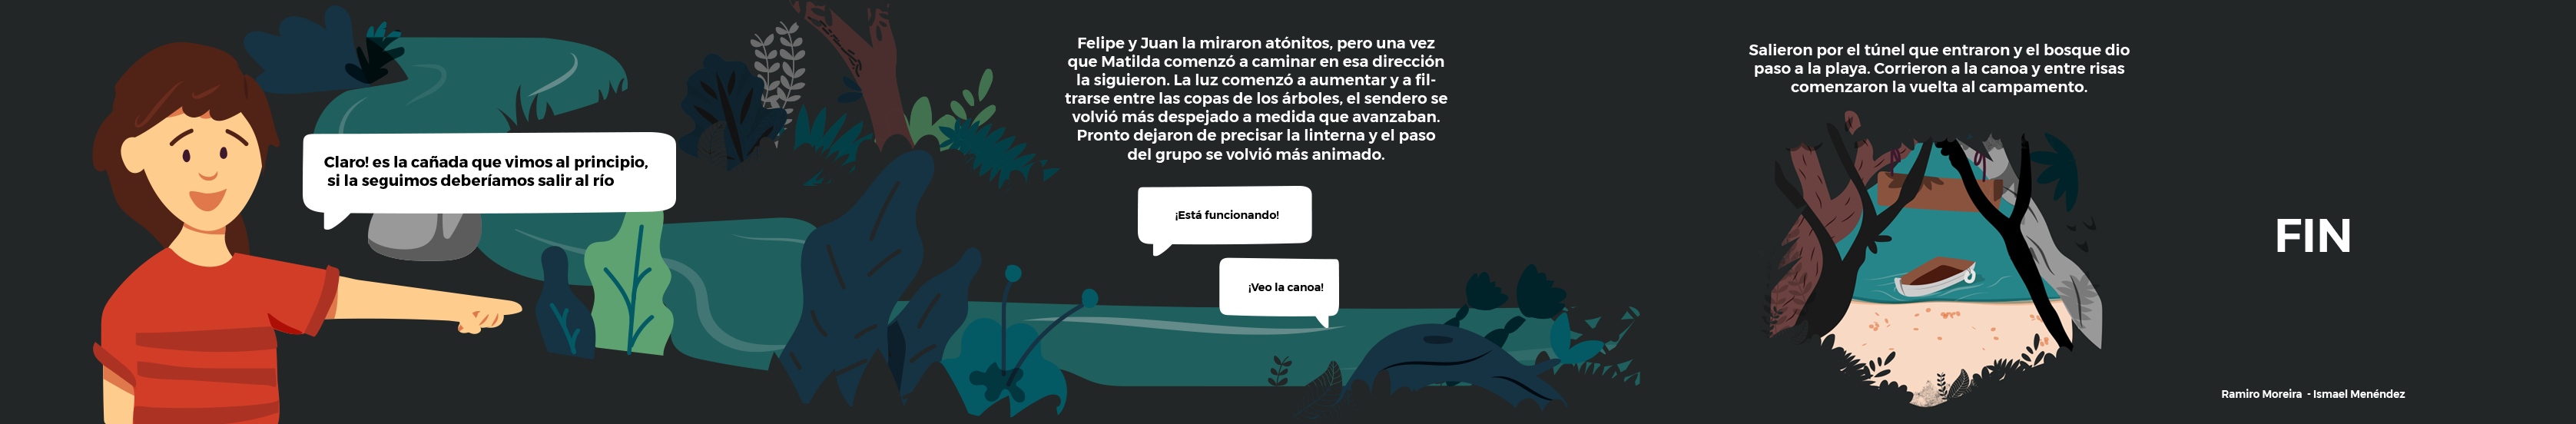 Claro! es la cañada que vimos al principio,
si la seguimos deberíamos salir al río
Felipe y Juan la miraron atónitos, pero una vez
que Matilda comenzó a caminar en esa dirección
la siguieron. La luz comenzó a aumentar y a fil-
trarse entre las copas de los árboles, el sendero se
volvió más despejado a medida que avanzaban.
Pronto dejaron de precisar la linterna y el paso
del grupo se volvió más animado.
¡Está funcionando!
¡Veo la canoa!
Salieron por el túnel que entraron y el bosque dio
paso a la playa. Corrieron a la canoa y entre risas
comenzaron la vuelta al campamento.
FIN
Ramiro Moreira - Ismael Menéndez